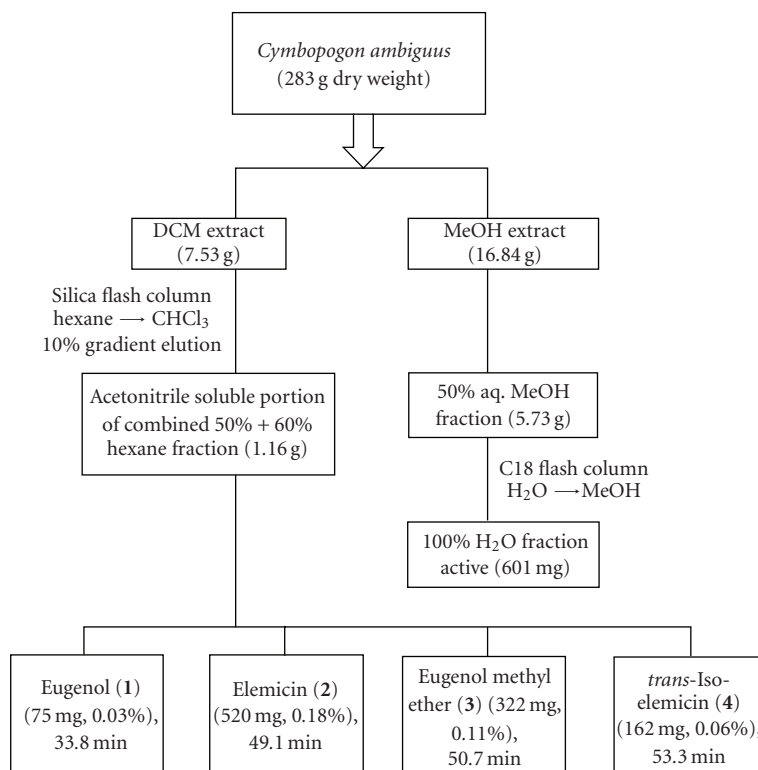 Cymbopogon ambiguus
(283 g dry weight)
DCM extract
(7.53 g)
MeOH extract
(16.84 g)
Silica flash column
hexane → CHCl₃
10% gradient elution
Acetonitrile soluble portion
of combined 50% + 60%
hexane fraction (1.16 g)
50% aq. MeOH
fraction (5.73 g)
C18 flash column
H₂O → MeOH
100% H₂O fraction
active (601 mg)
Eugenol (1)
(75 mg, 0.03%),
33.8 min
Elemicin (2)
(520 mg, 0.18%),
49.1 min
Eugenol methyl
ether (3) (322 mg,
0.11%),
50.7 min
trans-Iso-
elemicin (4)
(162 mg, 0.06%),
53.3 min